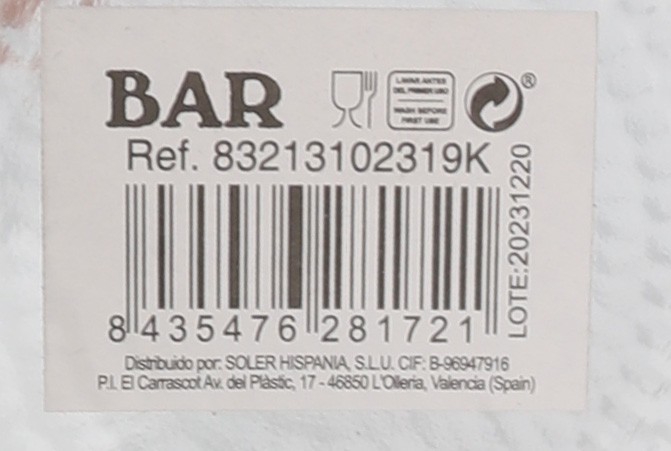 BAR
LAVAR ANTES
DEL PRIMER USO
WASH BEFORE
FIRST USE
®
Ref. 83213102319K
LOTE:20231220
8 435476 281721
Distribuido por: SOLER HISPANIA, S.L.U. CIF: B-96947916
P.I. El Carrascot Av. del Plàstic, 17 - 46850 L'Olleria, Valencia (Spain)